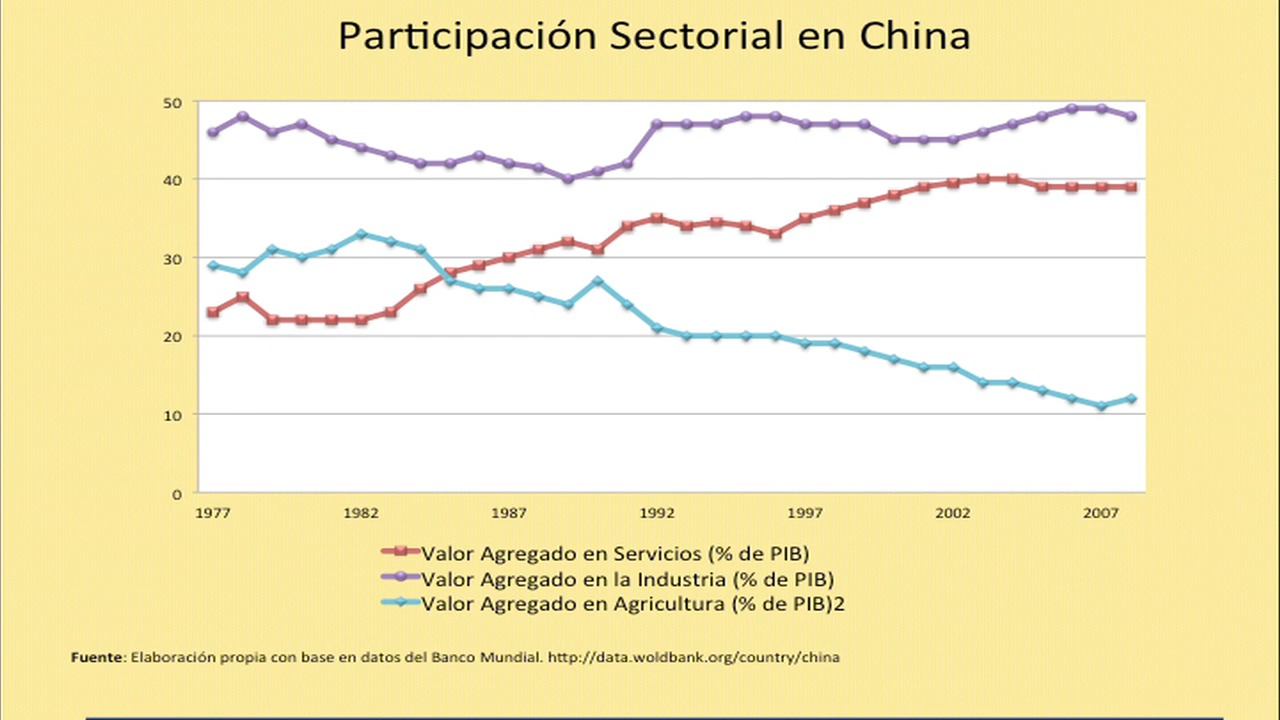 Participación Sectorial en China
50
40
30
20
10
0
1977 1982 1987 1992 1997 2002 2007
Valor Agregado en Servicios (% de PIB)
Valor Agregado en la Industria (% de PIB)
Valor Agregado en Agricultura (% de PIB)2
Fuente: Elaboración propia con base en datos del Banco Mundial. http://data.woldbank.org/country/china